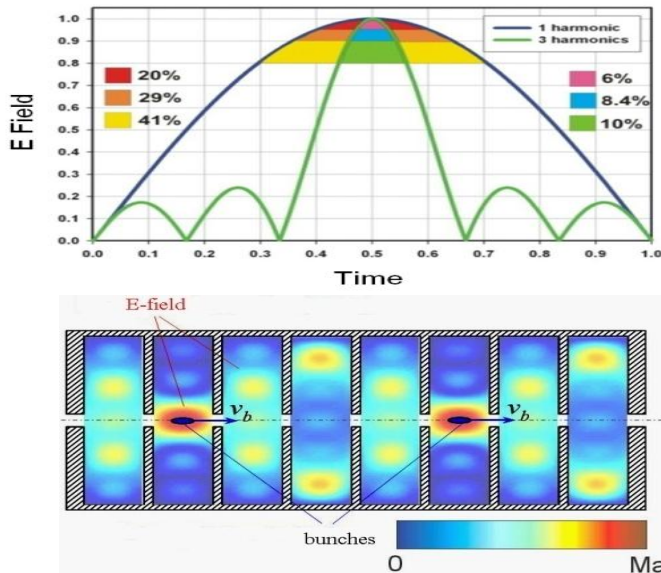 E Field
1.0
0.9
0.8
0.7
0.6
0.5
0.4
0.3
0.2
0.1
0.0
1 harmonic
3 harmonics
20%
29%
41%
6%
8.4%
10%
0.0 0.1 0.2 0.3 0.4 0.5 0.6 0.7 0.8 0.9 1.0
Time
E-field
v_b v_b
bunches
0 Ma